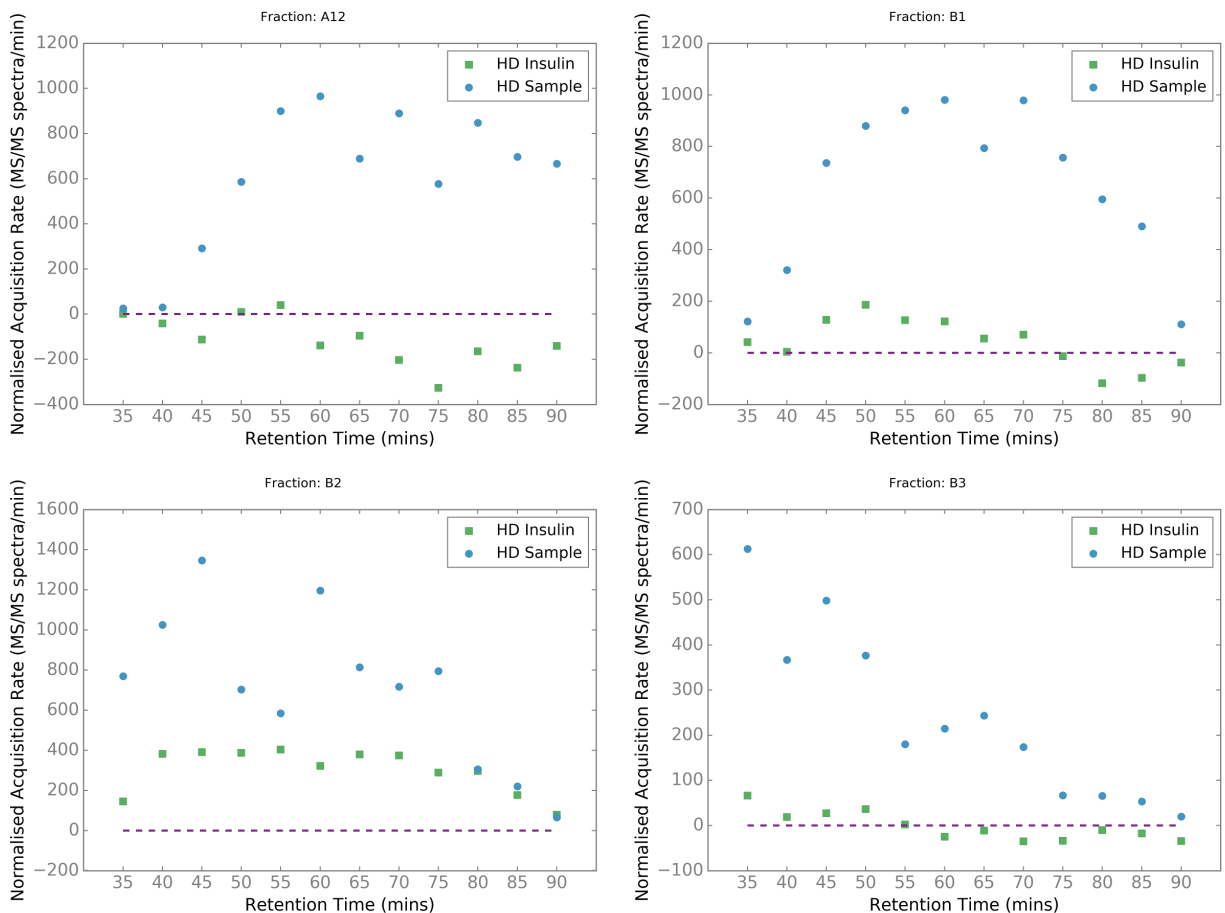 Fraction: A12
Normalised Acquisition Rate (MS/MS spectra/min)
1200
1000
800
600
400
200
0
−200
−400
HD Insulin
HD Sample
35 40 45 50 55 60 65 70 75 80 85 90
Retention Time (mins)
Fraction: B1
Normalised Acquisition Rate (MS/MS spectra/min)
1200
1000
800
600
400
200
0
−200
HD Insulin
HD Sample
35 40 45 50 55 60 65 70 75 80 85 90
Retention Time (mins)
Fraction: B2
Normalised Acquisition Rate (MS/MS spectra/min)
1600
1400
1200
1000
800
600
400
200
0
−200
HD Insulin
HD Sample
35 40 45 50 55 60 65 70 75 80 85 90
Retention Time (mins)
Fraction: B3
Normalised Acquisition Rate (MS/MS spectra/min)
700
600
500
400
300
200
100
0
−100
HD Insulin
HD Sample
35 40 45 50 55 60 65 70 75 80 85 90
Retention Time (mins)